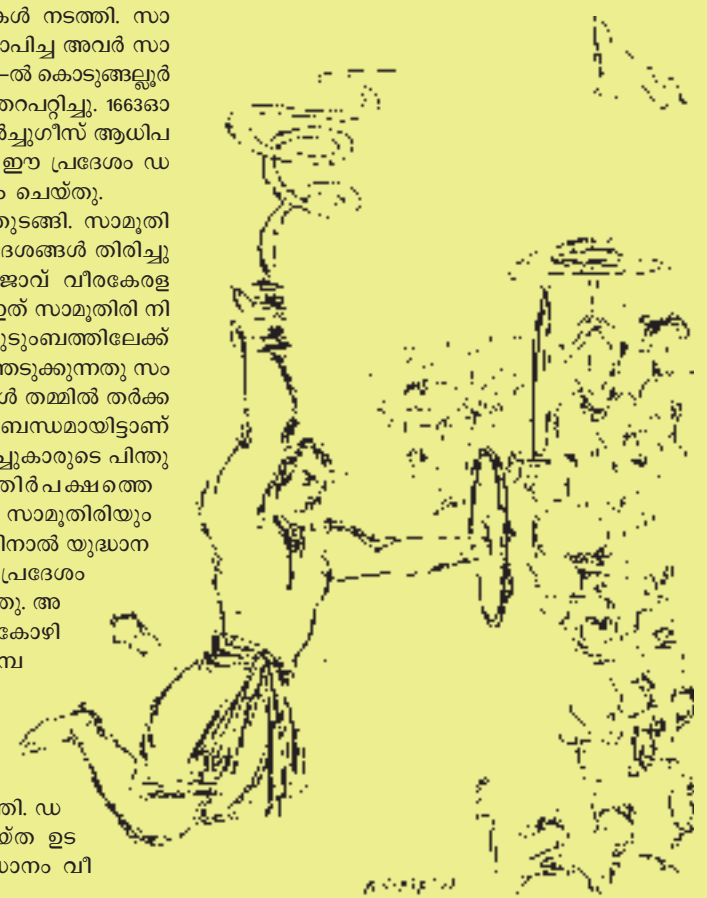 കൾ നടത്തി. സാ
ാപിച്ച അവർ സാ
–ൽ കൊടുങ്ങല്ലൂർ
തറപറ്റിച്ചു. 1663ഓ
ർച്ചുഗീസ് ആധിപ
ഈ പ്രദേശം ഡ
ം ചെയ്തു.
തുടങ്ങി. സാമൂതി
ദേശങ്ങൾ തിരിച്ചു
ജാവ് വീരകേരള
ഇത് സാമൂതിരി നി
ുടുംബത്തിലേക്ക്
ഞെടുക്കുന്നതു സം
ൾ തമ്മിൽ തർക്ക
ബന്ധമായിട്ടാണ്
ച്ചുകാരുടെ പിന്തു
തിർപക്ഷത്തെ
സാമൂതിരിയും
ിനാൽ യുദ്ധാന
പ്രദേശം
തു. അ
കോഴി
മ്പ
തി. ഡ
യ്ത ഉട
ധാനം വീ